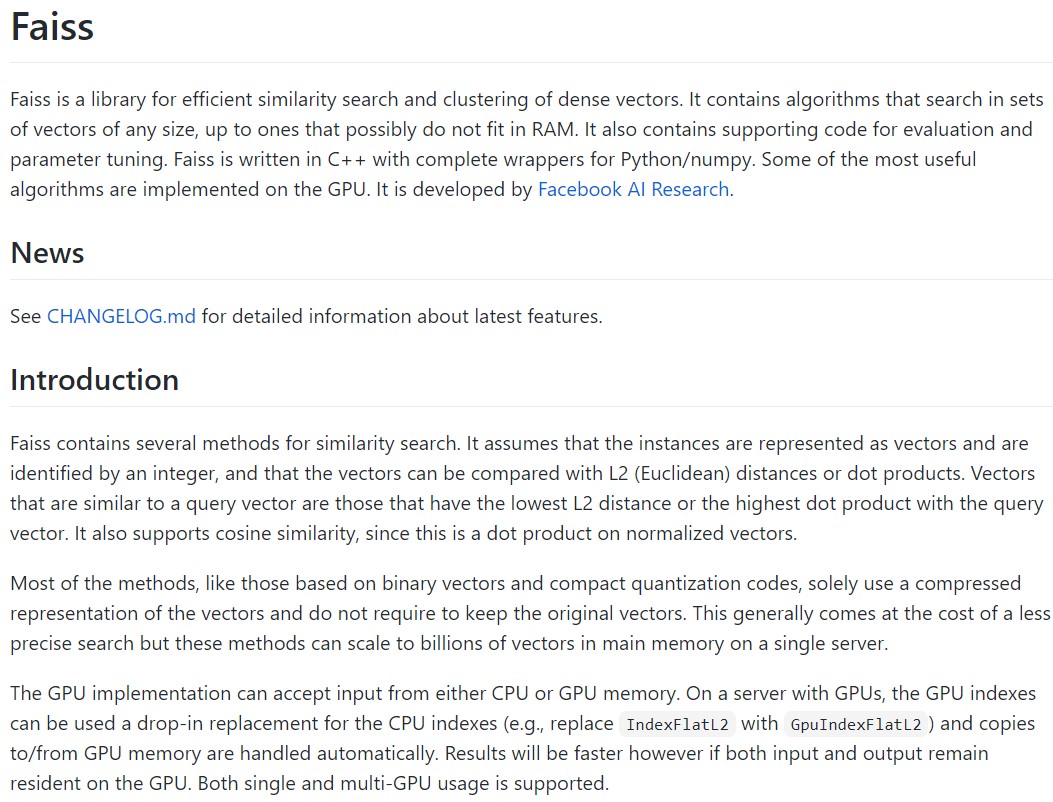 Faiss
Faiss is a library for efficient similarity search and clustering of dense vectors. It contains algorithms that search in sets
of vectors of any size, up to ones that possibly do not fit in RAM. It also contains supporting code for evaluation and
parameter tuning. Faiss is written in C++ with complete wrappers for Python/numpy. Some of the most useful
algorithms are implemented on the GPU. It is developed by Facebook AI Research.
News
See CHANGELOG.md for detailed information about latest features.
Introduction
Faiss contains several methods for similarity search. It assumes that the instances are represented as vectors and are
identified by an integer, and that the vectors can be compared with L2 (Euclidean) distances or dot products. Vectors
that are similar to a query vector are those that have the lowest L2 distance or the highest dot product with the query
vector. It also supports cosine similarity, since this is a dot product on normalized vectors.
Most of the methods, like those based on binary vectors and compact quantization codes, solely use a compressed
representation of the vectors and do not require to keep the original vectors. This generally comes at the cost of a less
precise search but these methods can scale to billions of vectors in main memory on a single server.
The GPU implementation can accept input from either CPU or GPU memory. On a server with GPUs, the GPU indexes
can be used a drop-in replacement for the CPU indexes (e.g., replace IndexFlatL2 with GpuIndexFlatL2 ) and copies
to/from GPU memory are handled automatically. Results will be faster however if both input and output remain
resident on the GPU. Both single and multi-GPU usage is supported.